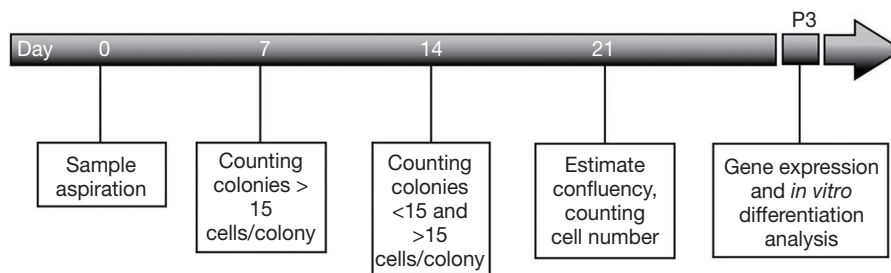 P3
Day 0 7 14 21
Sample
aspiration
Counting
colonies >
15
cells/colony
Counting
colonies
<15 and
>15
cells/colony
Estimate
confluency,
counting
cell number
Gene expression
and in vitro
differentiation
analysis